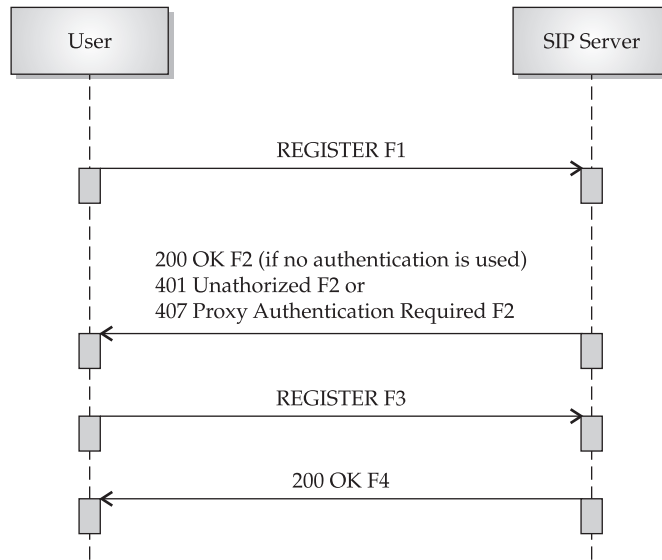 User
SIP Server
REGISTER F1
200 OK F2 (if no authentication is used)
401 Unathorized F2 or
407 Proxy Authentication Required F2
REGISTER F3
200 OK F4